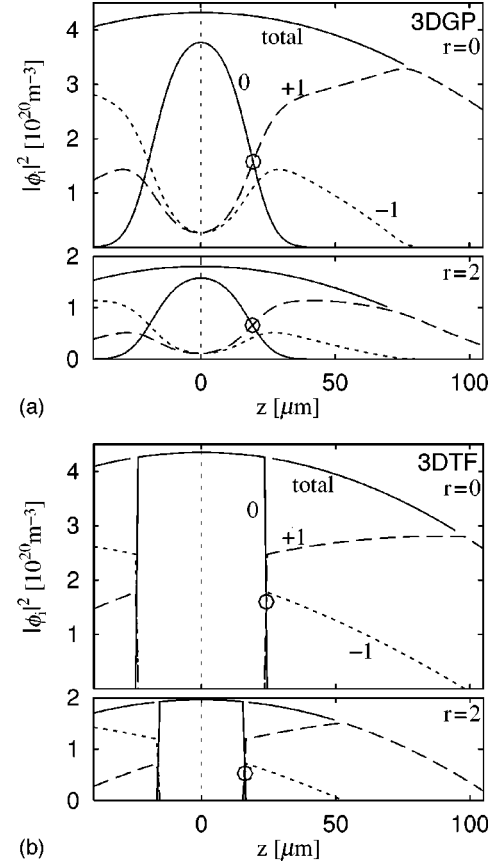 (a)
3DGP
r=0
total
0
+1
−1
|ϕᵢ|² [10²⁰m⁻³]
4
3
2
1
0
r=2
2
1
0
0
50
100
z [μm]
(b)
3DTF
r=0
total
0
+1
−1
|ϕᵢ|² [10²⁰m⁻³]
4
3
2
1
0
r=2
2
1
0
0
50
100
z [μm]